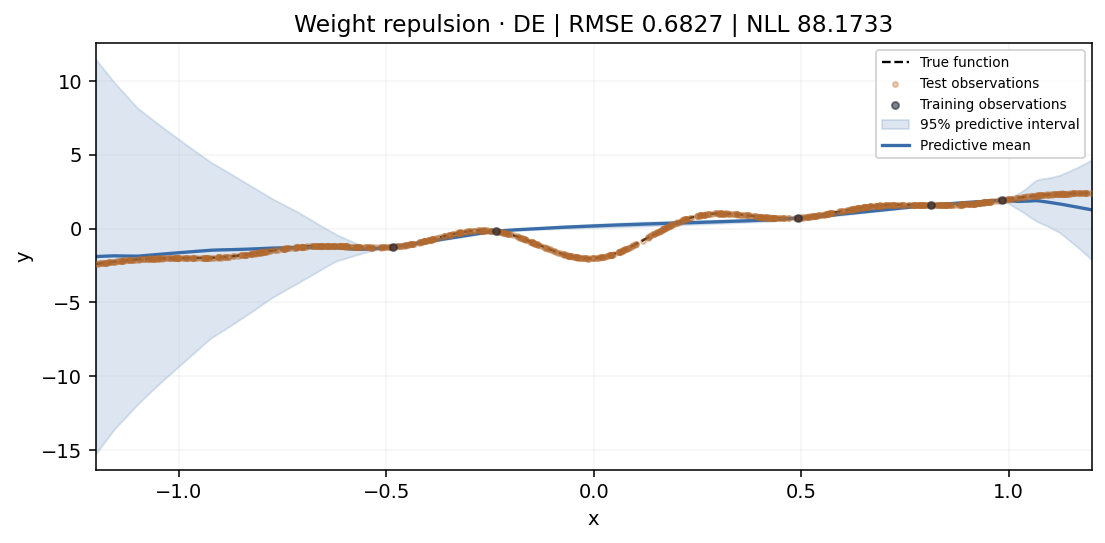 Weight repulsion · DE | RMSE 0.6827 | NLL 88.1733
True function
Test observations
Training observations
95% predictive interval
Predictive mean
10
5
0
−5
−10
−15
y
−1.0 −0.5 0.0 0.5 1.0
x